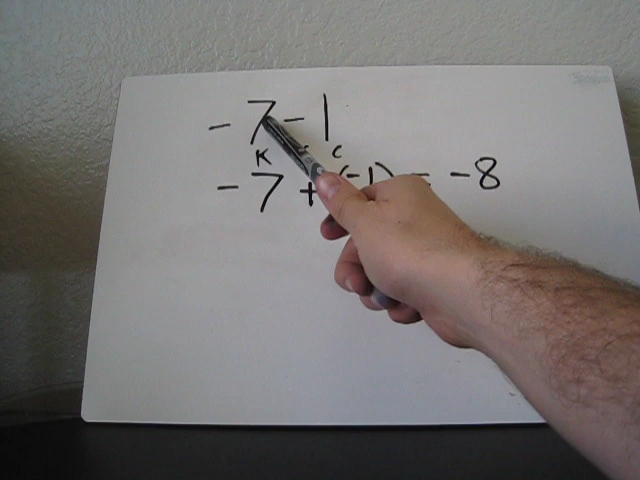 - 7 - 1
K C
- 7 + (-1) = -8